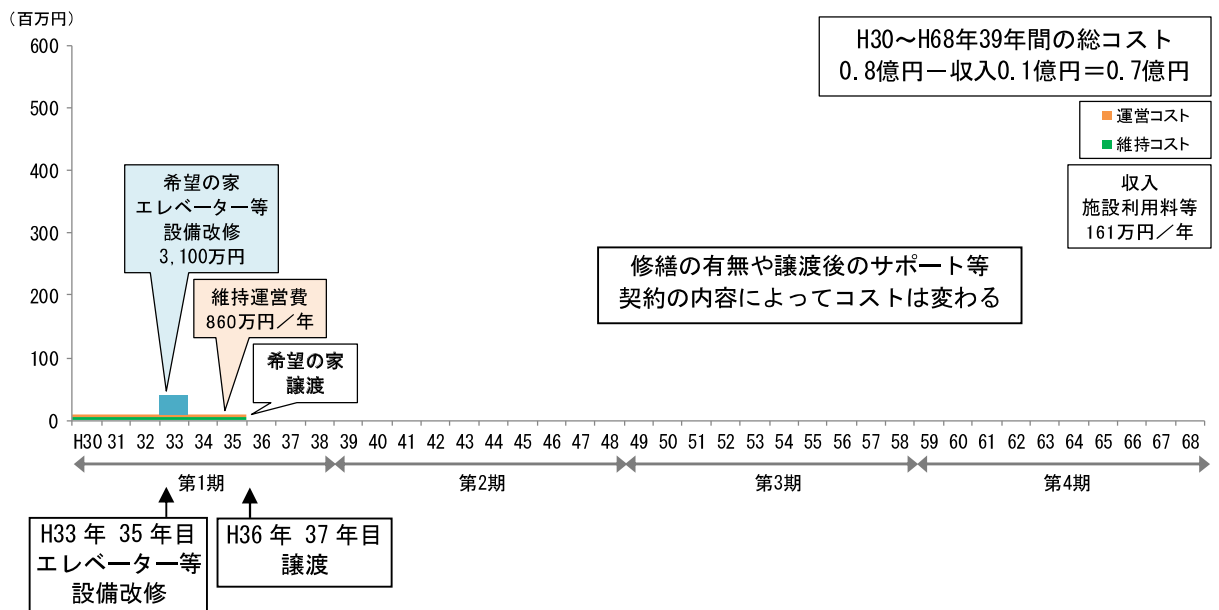 （百万円）
600
500
400
300
200
100
0
H30～H68年39年間の総コスト
0.8億円－収入0.1億円＝0.7億円
運営コスト
維持コスト
収入
施設利用料等
161万円／年
希望の家
エレベーター等
設備改修
3,100万円
維持運営費
860万円／年
希望の家
譲渡
修繕の有無や譲渡後のサポート等
契約の内容によってコストは変わる
H30 31 32 33 34 35 36 37 38 39 40 41 42 43 44 45 46 47 48 49 50 51 52 53 54 55 56 57 58 59 60 61 62 63 64 65 66 67 68
第1期 第2期 第3期 第4期
H33 年 35 年目
エレベーター等
設備改修
H36 年 37 年目
譲渡